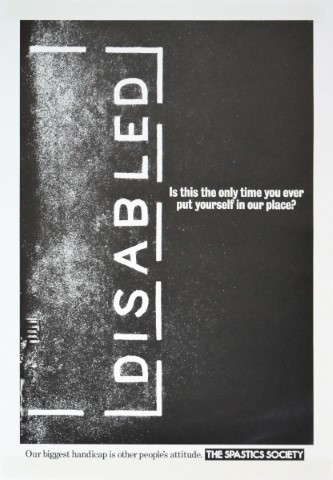 DISABLED
Is this the only time you ever
put yourself in our place?
Our biggest handicap is other people's attitude. THE SPASTICS SOCIETY